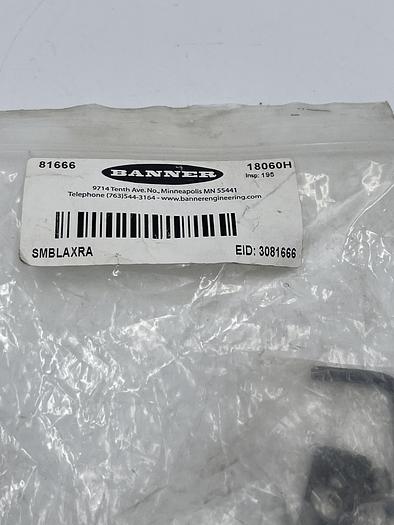 81666 BANNER 18060H
Insp: 195
9714 Tenth Ave. No., Minneapolis MN 55441
Telephone (763)544-3164 - www.bannerengineering.com
SMBLAXRA EID: 3081666